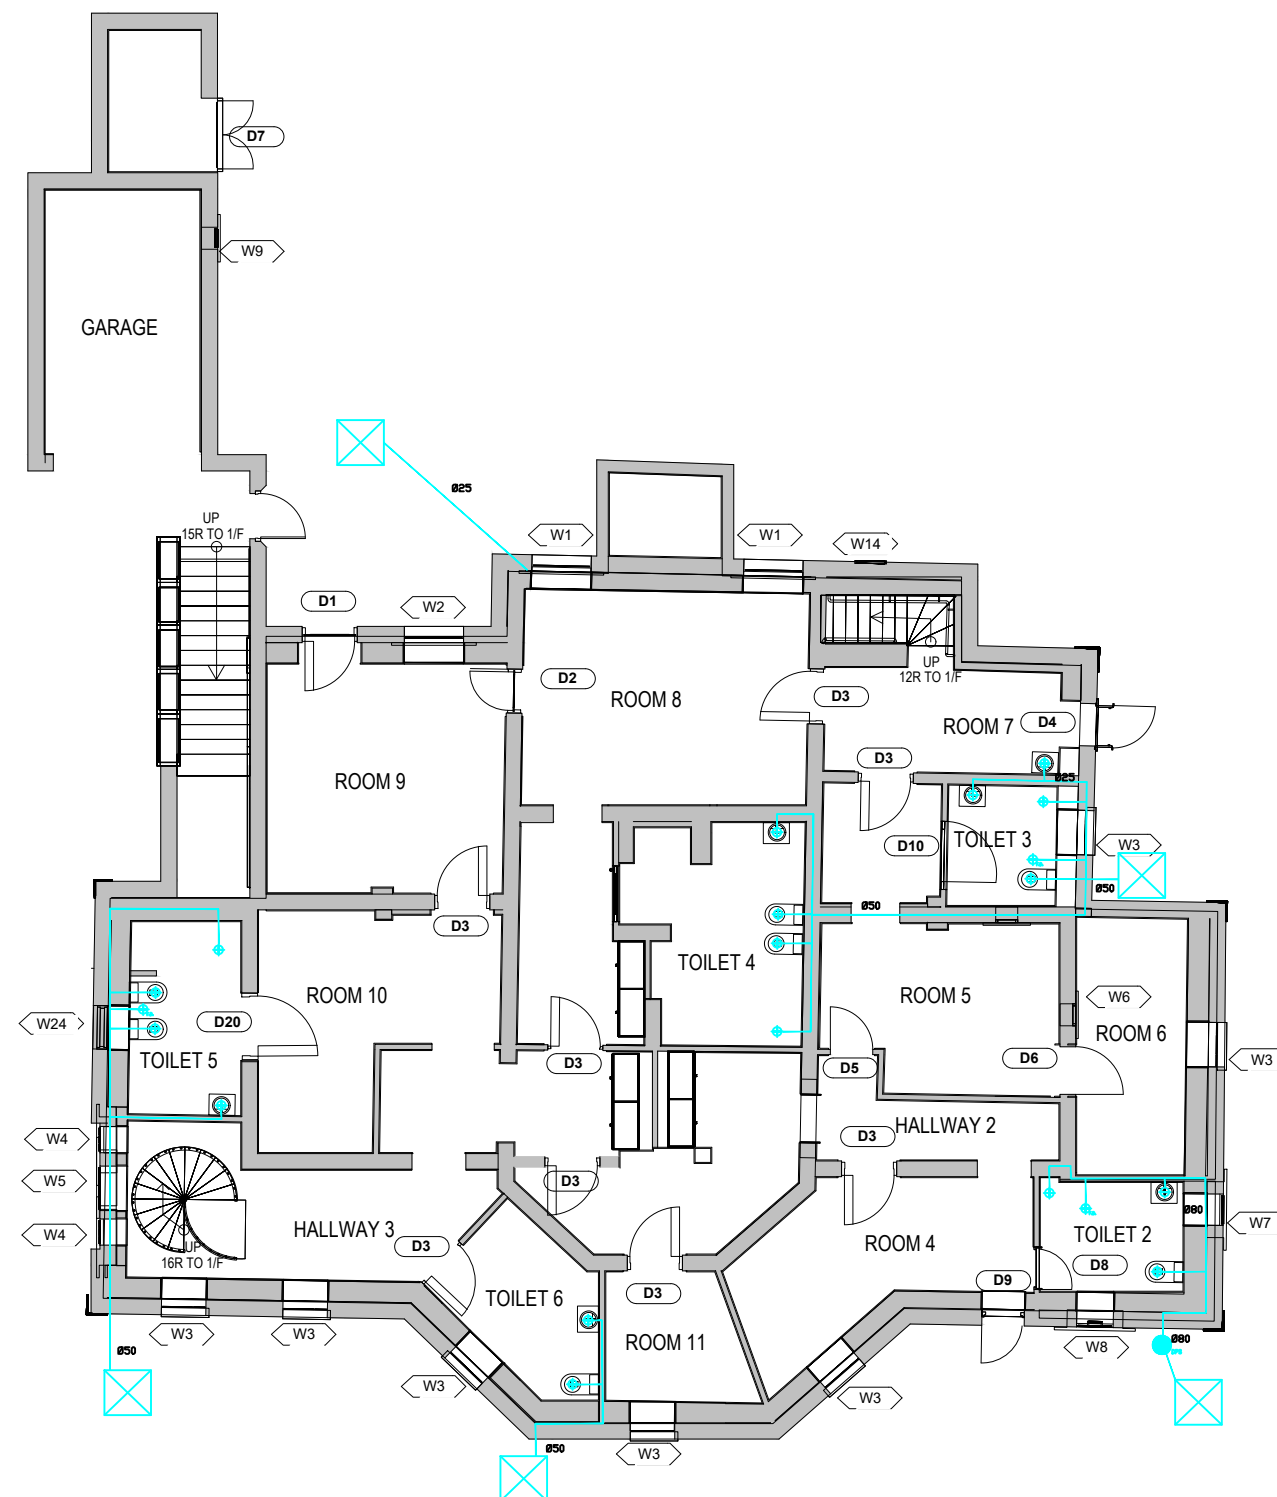 D7
W9
GARAGE
Ø25
UP
15R TO 1/F
W1
W1
W14
D1
W2
UP
12R TO 1/F
D2
ROOM 8
D3
ROOM 7
D4
D3
ROOM 9
Ø25
D10
TOILET 3
W3
Ø50
Ø50
D3
TOILET 4
ROOM 10
ROOM 5
W6
ROOM 6
W24
D20
TOILET 5
D3
D5
D6
W3
W4
HALLWAY 2
D3
W5
D3
Ø80
W4
HALLWAY 3
D3
UP
16R TO 1/F
ROOM 4
TOILET 2
W7
D8
D9
TOILET 6
D3
W3
W3
ROOM 11
Ø80
W8
Ø50
W3
W3
Ø50
W3